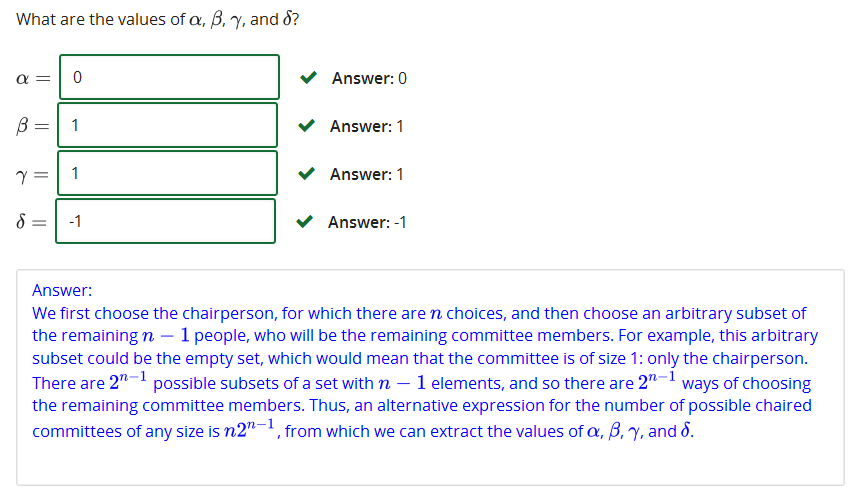 What are the values of α, β, γ, and δ?
α = 0 ✔ Answer: 0
β = 1 ✔ Answer: 1
γ = 1 ✔ Answer: 1
δ = -1 ✔ Answer: -1
Answer:
We first choose the chairperson, for which there are n choices, and then choose an arbitrary subset of
the remaining n − 1 people, who will be the remaining committee members. For example, this arbitrary
subset could be the empty set, which would mean that the committee is of size 1: only the chairperson.
There are 2ⁿ⁻¹ possible subsets of a set with n − 1 elements, and so there are 2ⁿ⁻¹ ways of choosing
the remaining committee members. Thus, an alternative expression for the number of possible chaired
committees of any size is n2ⁿ⁻¹, from which we can extract the values of α, β, γ, and δ.